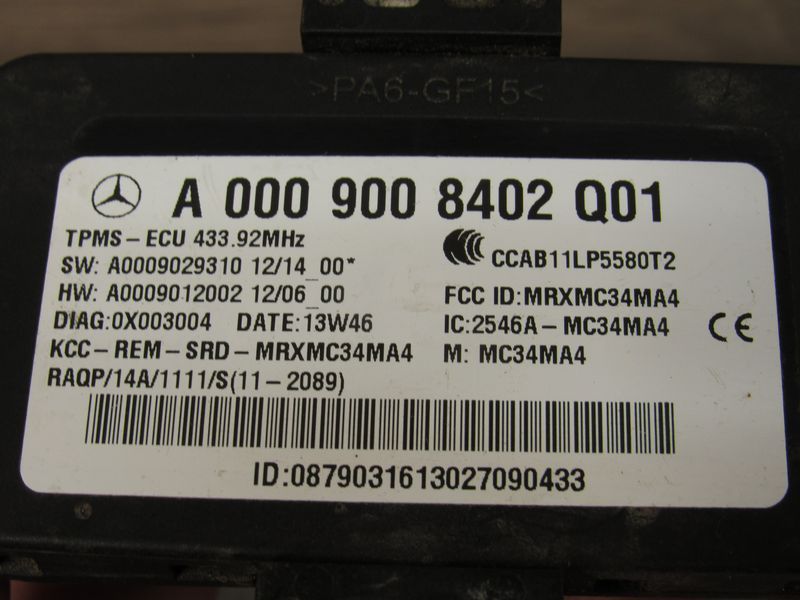 >PA6-GF15<
A 000 900 8402 Q01
TPMS-ECU 433.92MHz
CCAB11LP5580T2
SW: A0009029310 12/14_00*
HW: A0009012002 12/06_00
FCC ID:MRXMC34MA4
DIAG:0X003004 DATE:13W46
IC:2546A-MC34MA4
CE
KCC-REM-SRD-MRXMC34MA4
M: MC34MA4
RAQP/14A/1111/S(11-2089)
ID:0879031613027090433